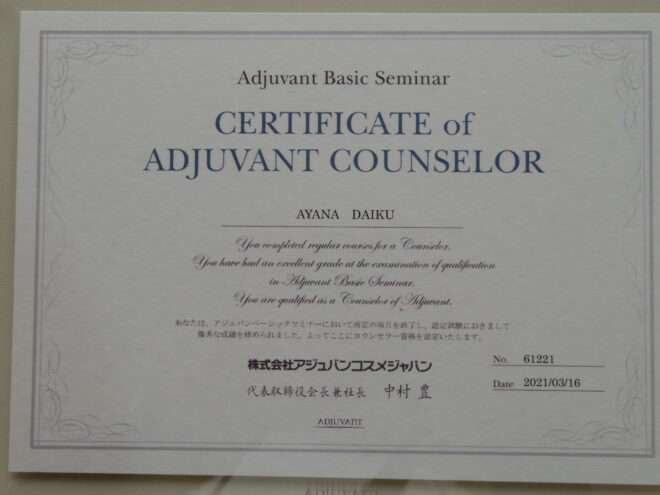 Adjuvant Basic Seminar
CERTIFICATE of
ADJUVANT COUNSELOR
AYANA DAIKU
You completed regular courses for a Counselor.
You have had an excellent grade at the examination of qualification
in Adjuvant Basic Seminar.
You are qualified as a Counselor of Adjuvant.
あなたは、アジュバンベーシックセミナーにおいて所定の項目を終了し、認定試験におきまして
優秀な成績を修められました。よってここにカウンセラー資格を認定いたします。
株式会社アジュバンコスメジャパン
代表取締役会長兼社長 中村 豊
No. 61221
Date 2021/03/16
ADJUVANT